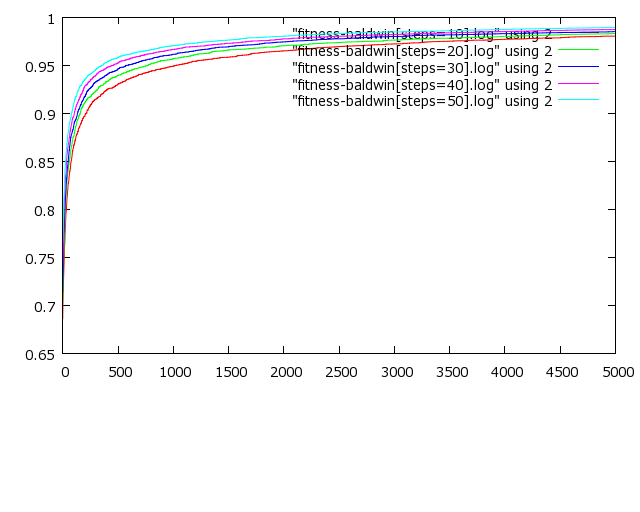 1
0.95
0.9
0.85
0.8
0.75
0.7
0.65
0 500 1000 1500 2000 2500 3000 3500 4000 4500 5000
"fitness-baldwin[steps=10].log" using 2
"fitness-baldwin[steps=20].log" using 2
"fitness-baldwin[steps=30].log" using 2
"fitness-baldwin[steps=40].log" using 2
"fitness-baldwin[steps=50].log" using 2